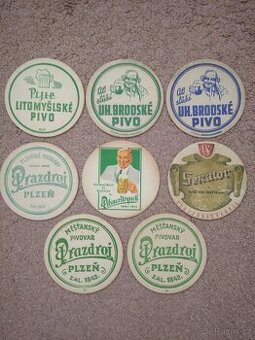 Pijte
LITOMYŠLSKÉ
PIVO
Ať slouží
UH. BRODSKÉ
PIVO
Ať slouží
UH. BRODSKÉ
PIVO
Prazdroj
PLZEŇ
Pilsner Urquell
Senátor
MĚŠŤANSKÝ
PIVOVAR
Prazdroj
PLZEŇ
ZAL. 1842.
MĚŠŤANSKÝ
PIVOVAR
Prazdroj
PLZEŇ
ZAL. 1842.